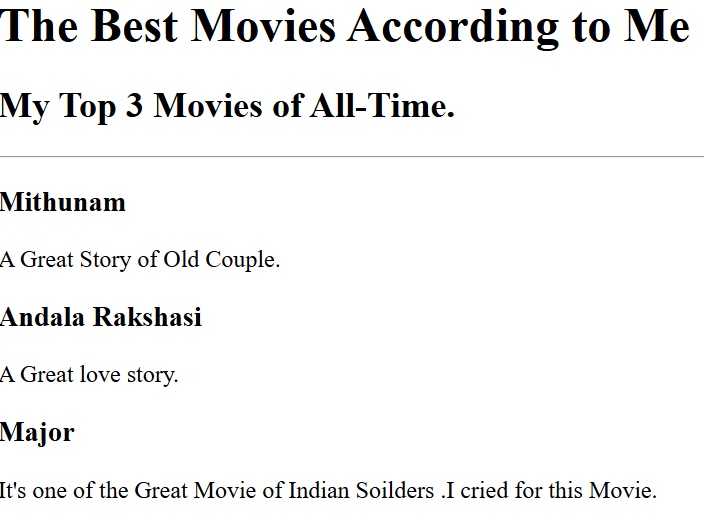 The Best Movies According to Me
My Top 3 Movies of All-Time.
Mithunam
A Great Story of Old Couple.
Andala Rakshasi
A Great love story.
Major
It's one of the Great Movie of Indian Soilders .I cried for this Movie.